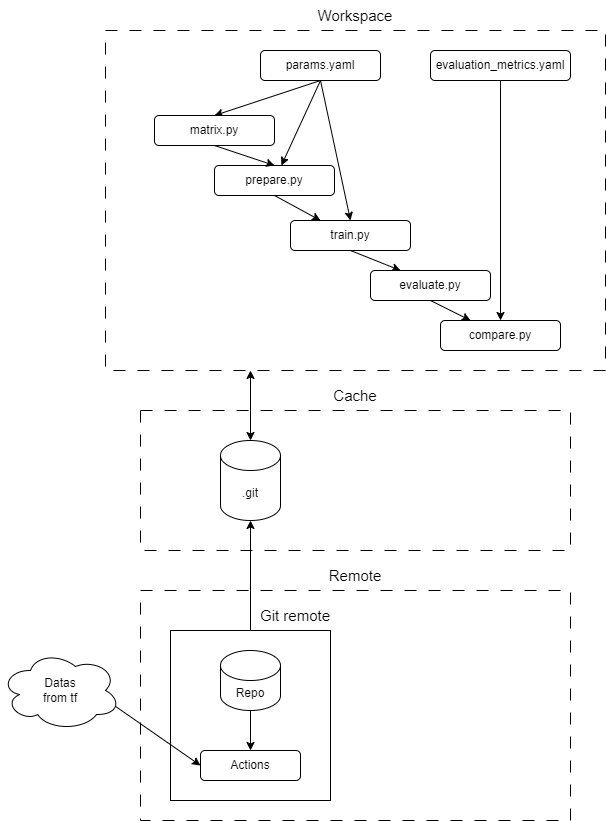 Workspace
params.yaml
evaluation_metrics.yaml
matrix.py
prepare.py
train.py
evaluate.py
compare.py
Cache
.git
Remote
Git remote
Datas
from tf
Repo
Actions